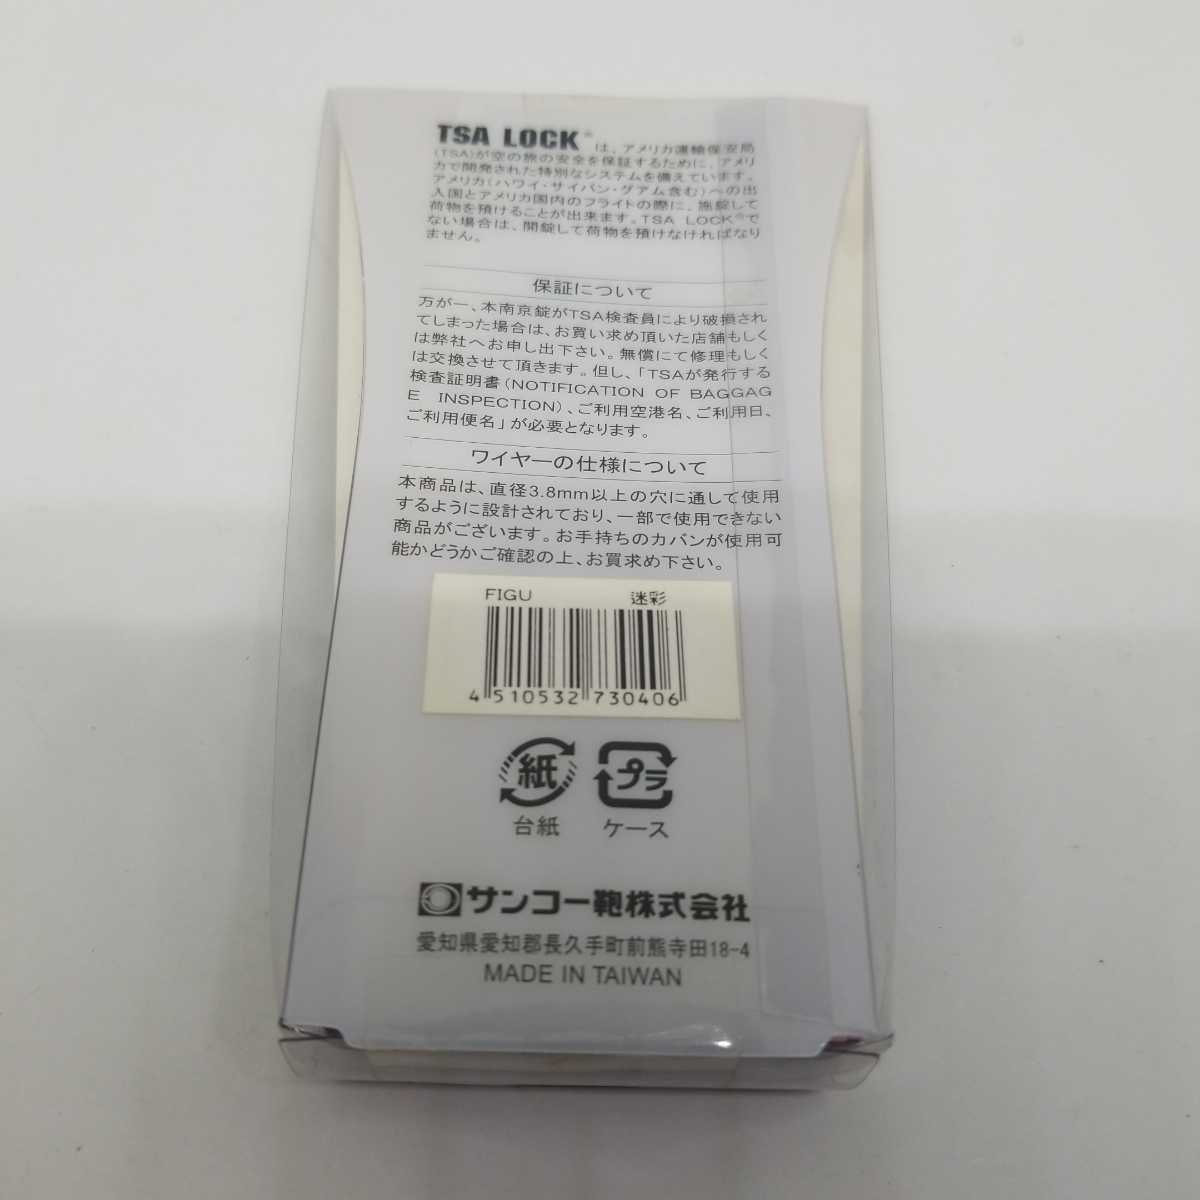 TSA LOCK®は、アメリカ運輸保安局
(TSA)が空の旅の安全を保証するために、アメリ
カで開発された特別なシステムを備えています。
アメリカ(ハワイ・サイパン・グアム含む)への出
入国とアメリカ国内のフライトの際に、施錠して
荷物を預けることが出来ます。TSA LOCK®で
ない場合は、開錠して荷物を預けなければなり
ません。
保証について
万が一、本南京錠がTSA検査員により破損され
てしまった場合は、お買い求め頂いた店舗もしく
は弊社へお申し出下さい。無償にて修理もしく
は交換させて頂きます。但し、「TSAが発行する
検査証明書(NOTIFICATION OF BAGGAG
E INSPECTION)、ご利用空港名、ご利用日、
ご利用便名」が必要となります。
ワイヤーの仕様について
本商品は、直径3.8mm以上の穴に通して使用
するように設計されており、一部で使用できない
商品がございます。お手持ちのカバンが使用可
能かどうかご確認の上、お買求め下さい。
FIGU 迷彩
4 510532 730406
紙 プラ
台紙 ケース
サンコー鞄株式会社
愛知県愛知郡長久手町前熊寺田18-4
MADE IN TAIWAN